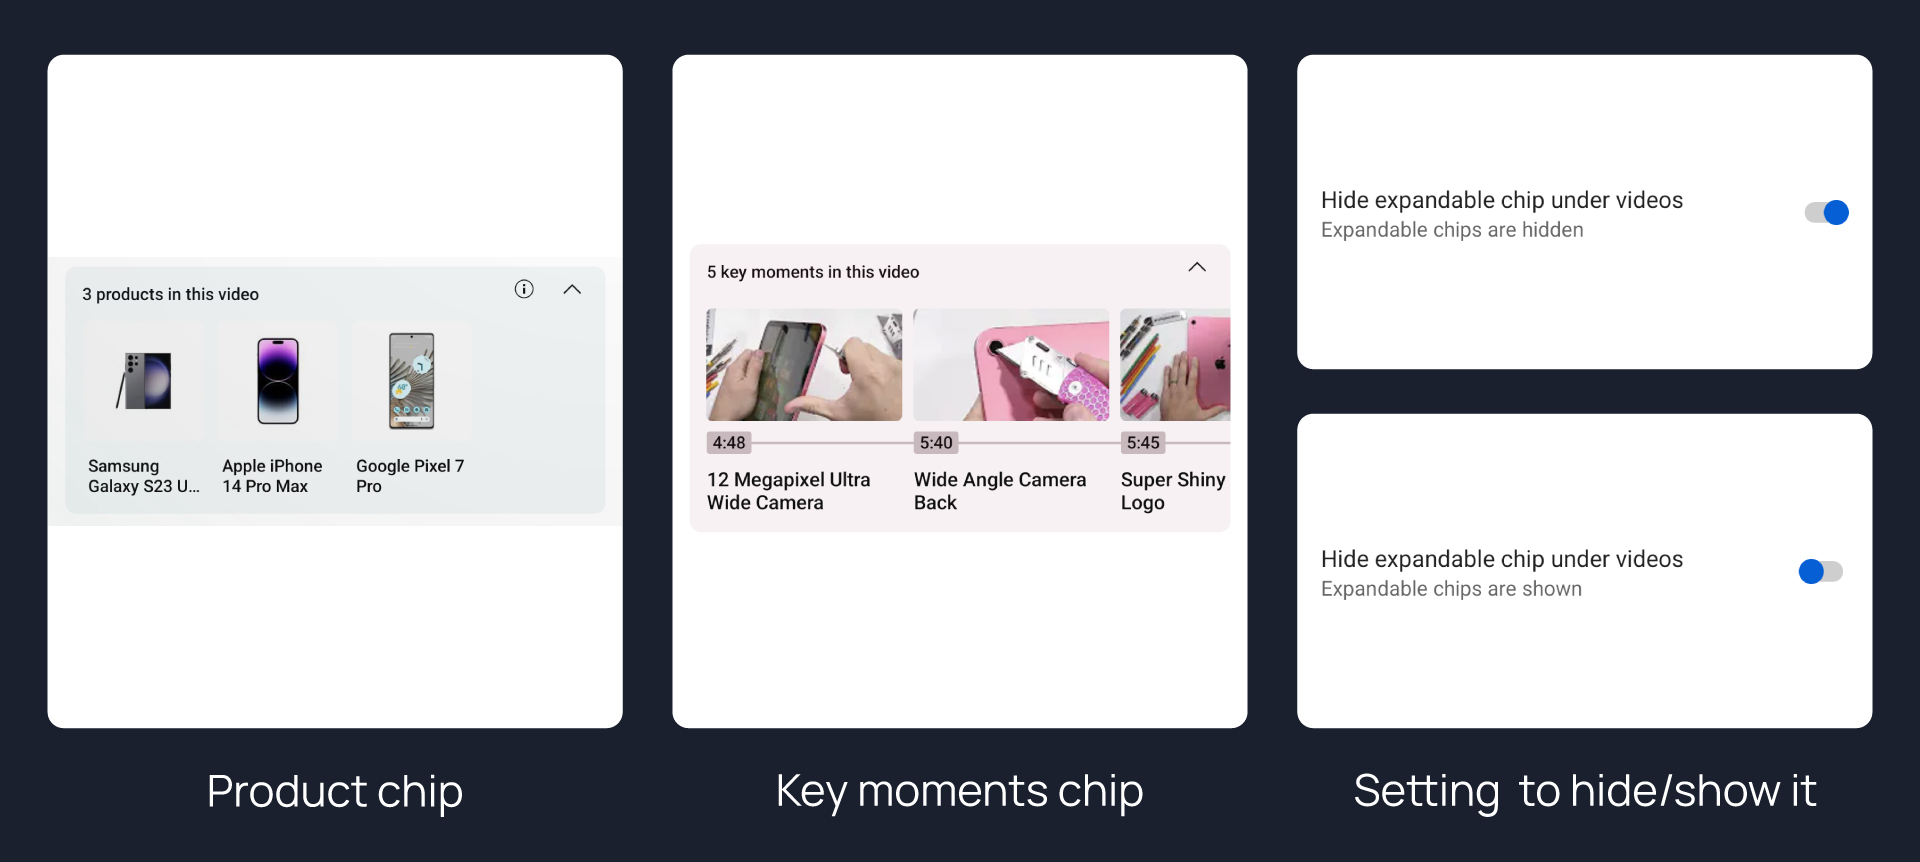 3 products in this video
Samsung
Galaxy S23 U...
Apple iPhone
14 Pro Max
Google Pixel 7
Pro
5 key moments in this video
4:48
5:40
5:45
12 Megapixel Ultra
Wide Camera
Wide Angle Camera
Back
Super Shiny
Logo
Hide expandable chip under videos
Expandable chips are hidden
Hide expandable chip under videos
Expandable chips are shown
Product chip
Key moments chip
Setting to hide/show it